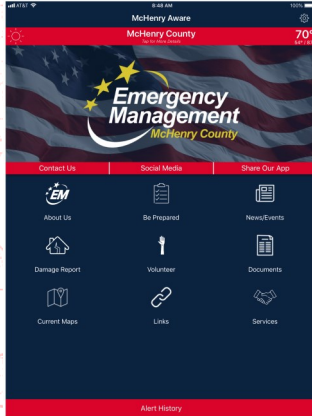 AT&T
8:48 AM
100%
McHenry Aware
McHenry County
Tap for More Details
70°
Emergency
Management
McHenry County
Contact Us
Social Media
Share Our App
EM
About Us
Be Prepared
News/Events
Damage Report
Volunteer
Documents
Current Maps
Links
Services
Alert History